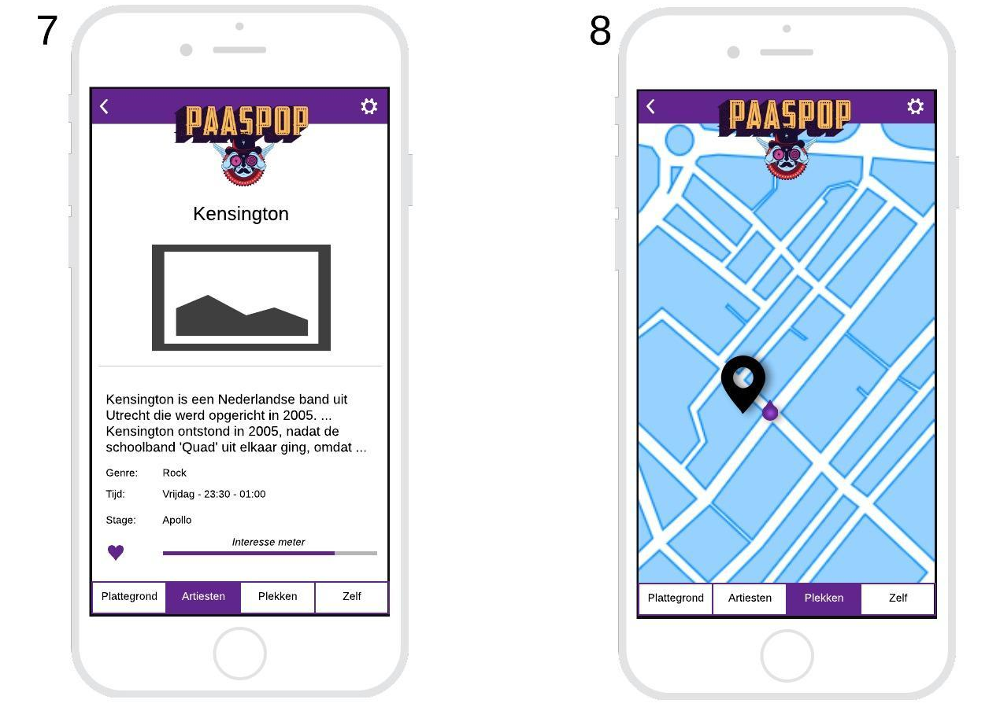 7
PAASPOP
Kensington
Kensington is een Nederlandse band uit
Utrecht die werd opgericht in 2005. ...
Kensington ontstond in 2005, nadat de
schoolband 'Quad' uit elkaar ging, omdat ...
Genre: Rock
Tijd: Vrijdag - 23:30 - 01:00
Stage: Apollo
Interesse meter
Plattegrond Artiesten Plekken Zelf
8
PAASPOP
Plattegrond Artiesten Plekken Zelf